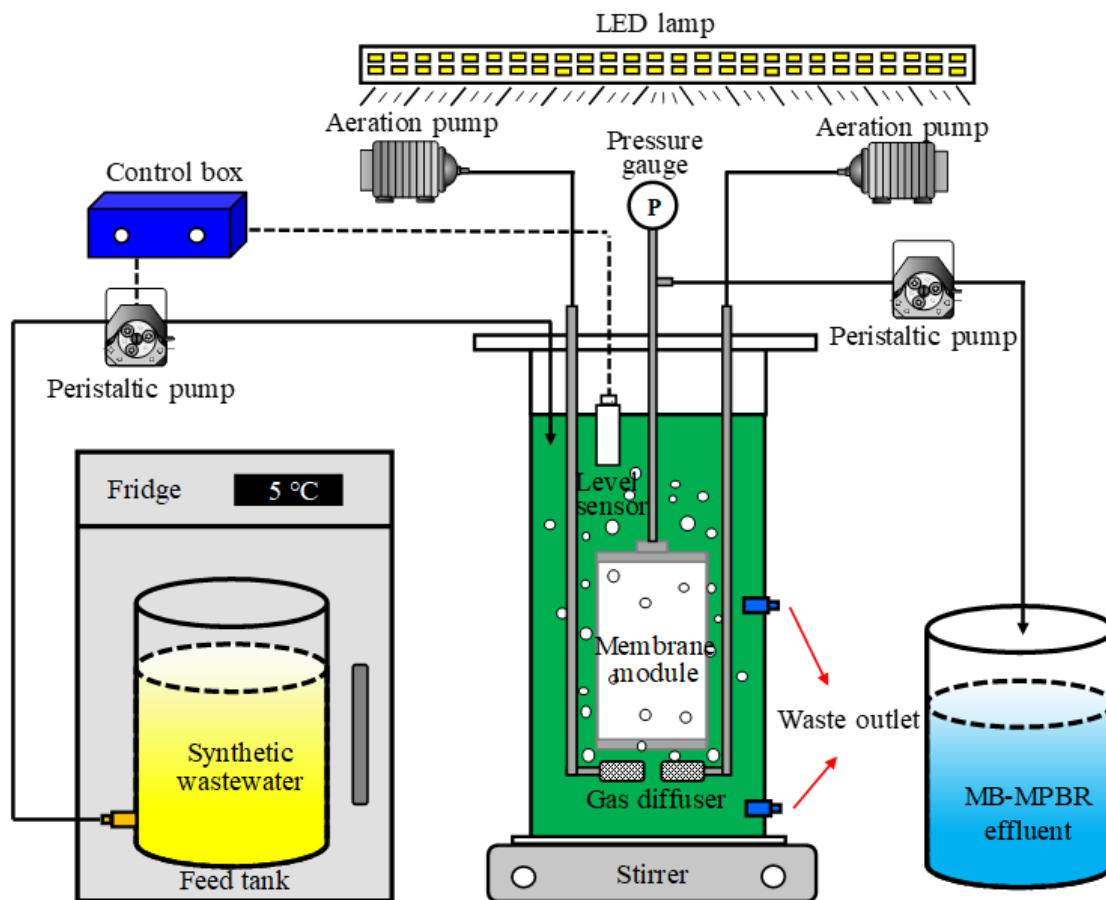 LED lamp
Aeration pump
Aeration pump
Pressure
gauge
Control box
P
Peristaltic pump
Peristaltic pump
Fridge
5 °C
Level
sensor
Membrane
module
Synthetic
wastewater
Waste outlet
Gas diffuser
MB-MPBR
effluent
Feed tank
Stirrer